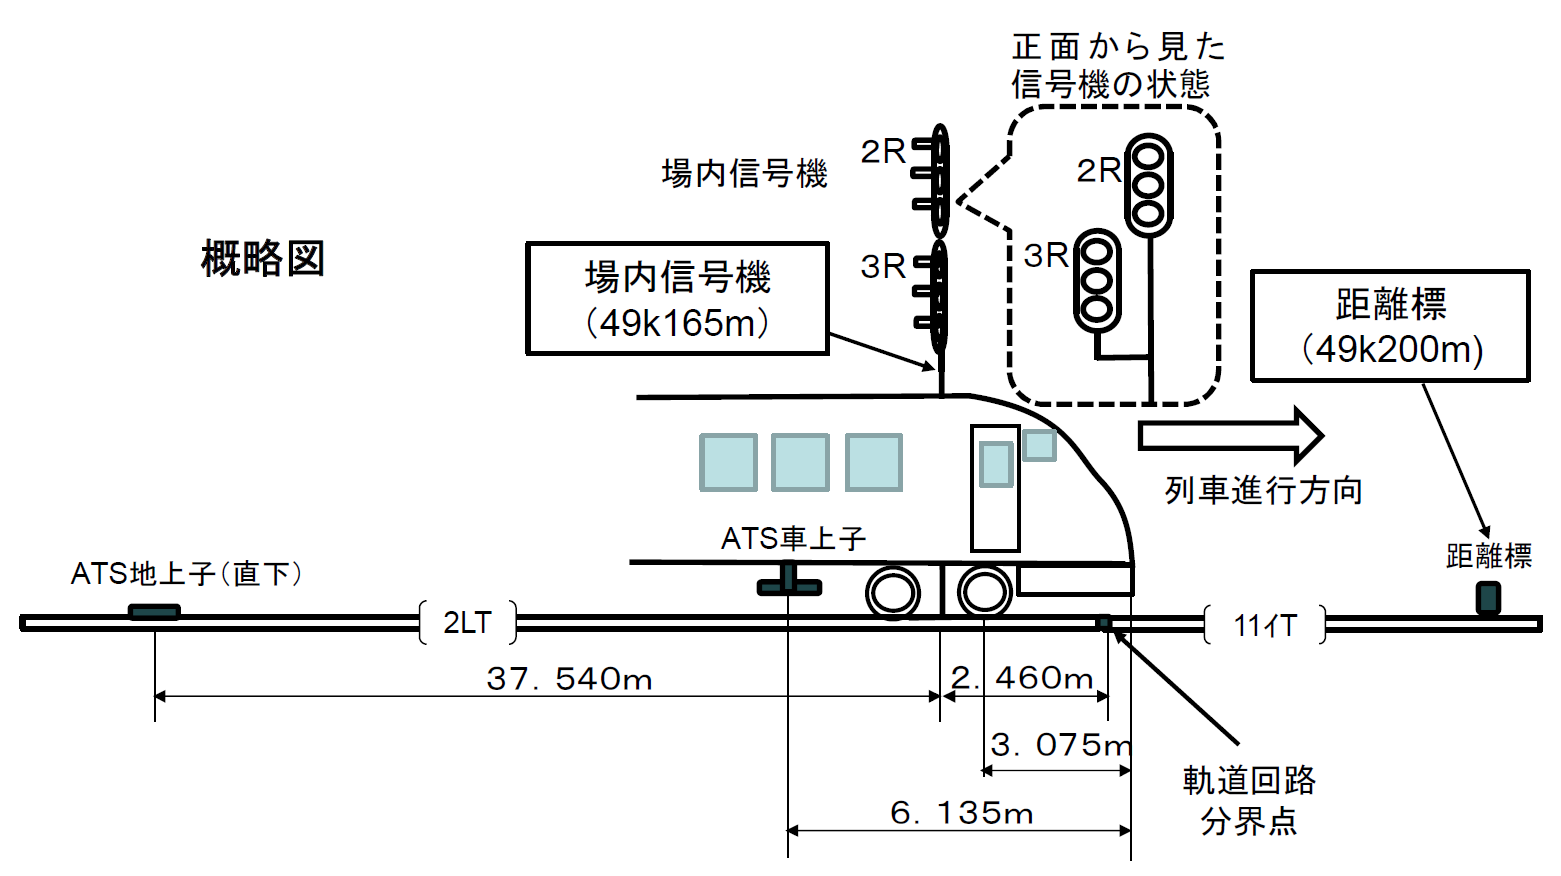 正面から見た
信号機の状態
2R
場内信号機
2R
3R
3R
概略図
場内信号機
（49k165m）
距離標
（49k200m)
列車進行方向
ATS車上子
距離標
ATS地上子（直下）
2LT
11イT
37．540m
2．460m
3．075m
軌道回路
分界点
6．135m